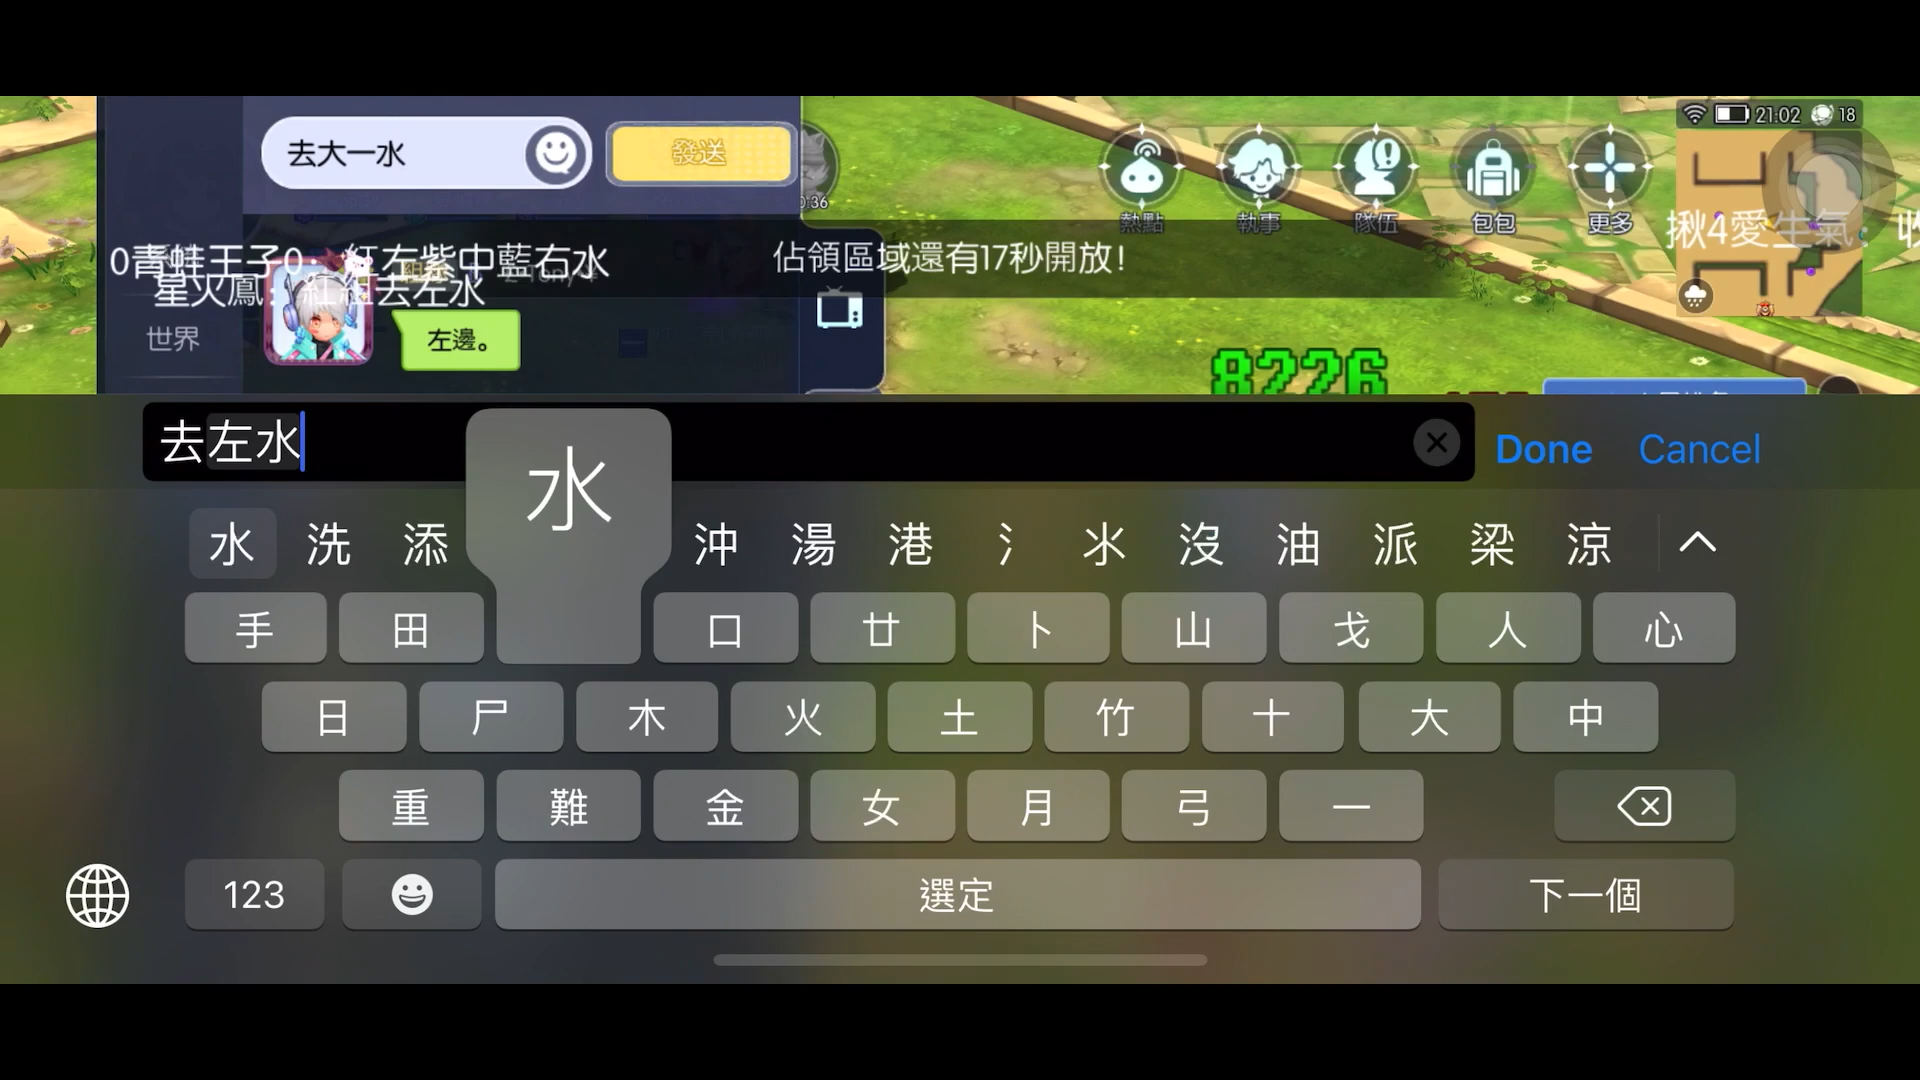 去大一水
發送
0:36
熱點
執事
隊伍
包包
更多
21:02
18
揪4愛生氣：收
0青蛙王子0：紅左紫中藍右水
星火鳳：紅組去左水
佔領區域還有17秒開放!
世界
左邊。
8226
去左水
Done
Cancel
水 洗 添 沖 湯 港 氵 氺 沒 油 派 梁 涼
水
手 田 口 廿 卜 山 戈 人 心
日 尸 木 火 土 竹 十 大 中
重 難 金 女 月 弓 一
123
選定
下一個